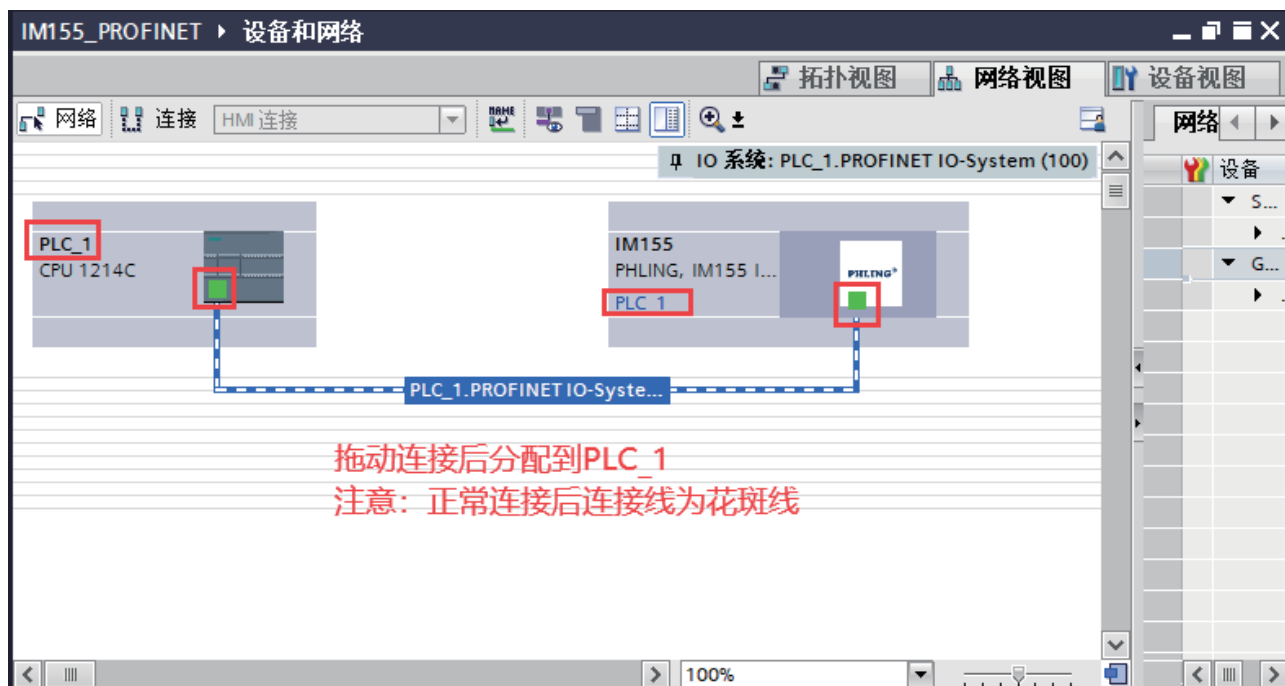 IM155_PROFINET ▸ 设备和网络
拓扑视图 网络视图 设备视图
网络 连接 HMI 连接 NAME 网络
IO 系统: PLC_1.PROFINET IO-System (100)
设备
S...
G...
PLC_1
CPU 1214C
IM155
PHLING, IM155 I...
PLC_1
PHLING®
PLC_1.PROFINET IO-Syste...
拖动连接后分配到PLC_1
注意：正常连接后连接线为花斑线
100%